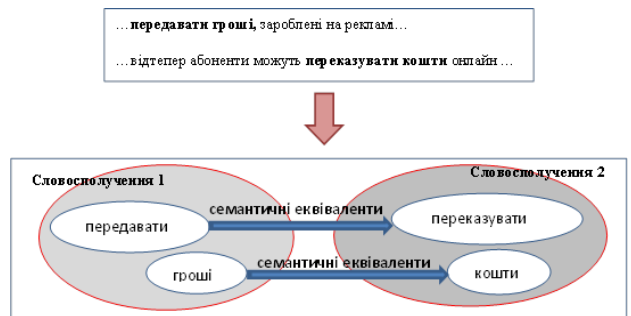 …передавати гроші, зароблені на рекламі…
…відтепер абоненти можуть переказувати кошти онлайн …
Словосполучення 1
Словосполучення 2
семантичні еквіваленти
передавати
переказувати
семантичні еквіваленти
гроші
кошти